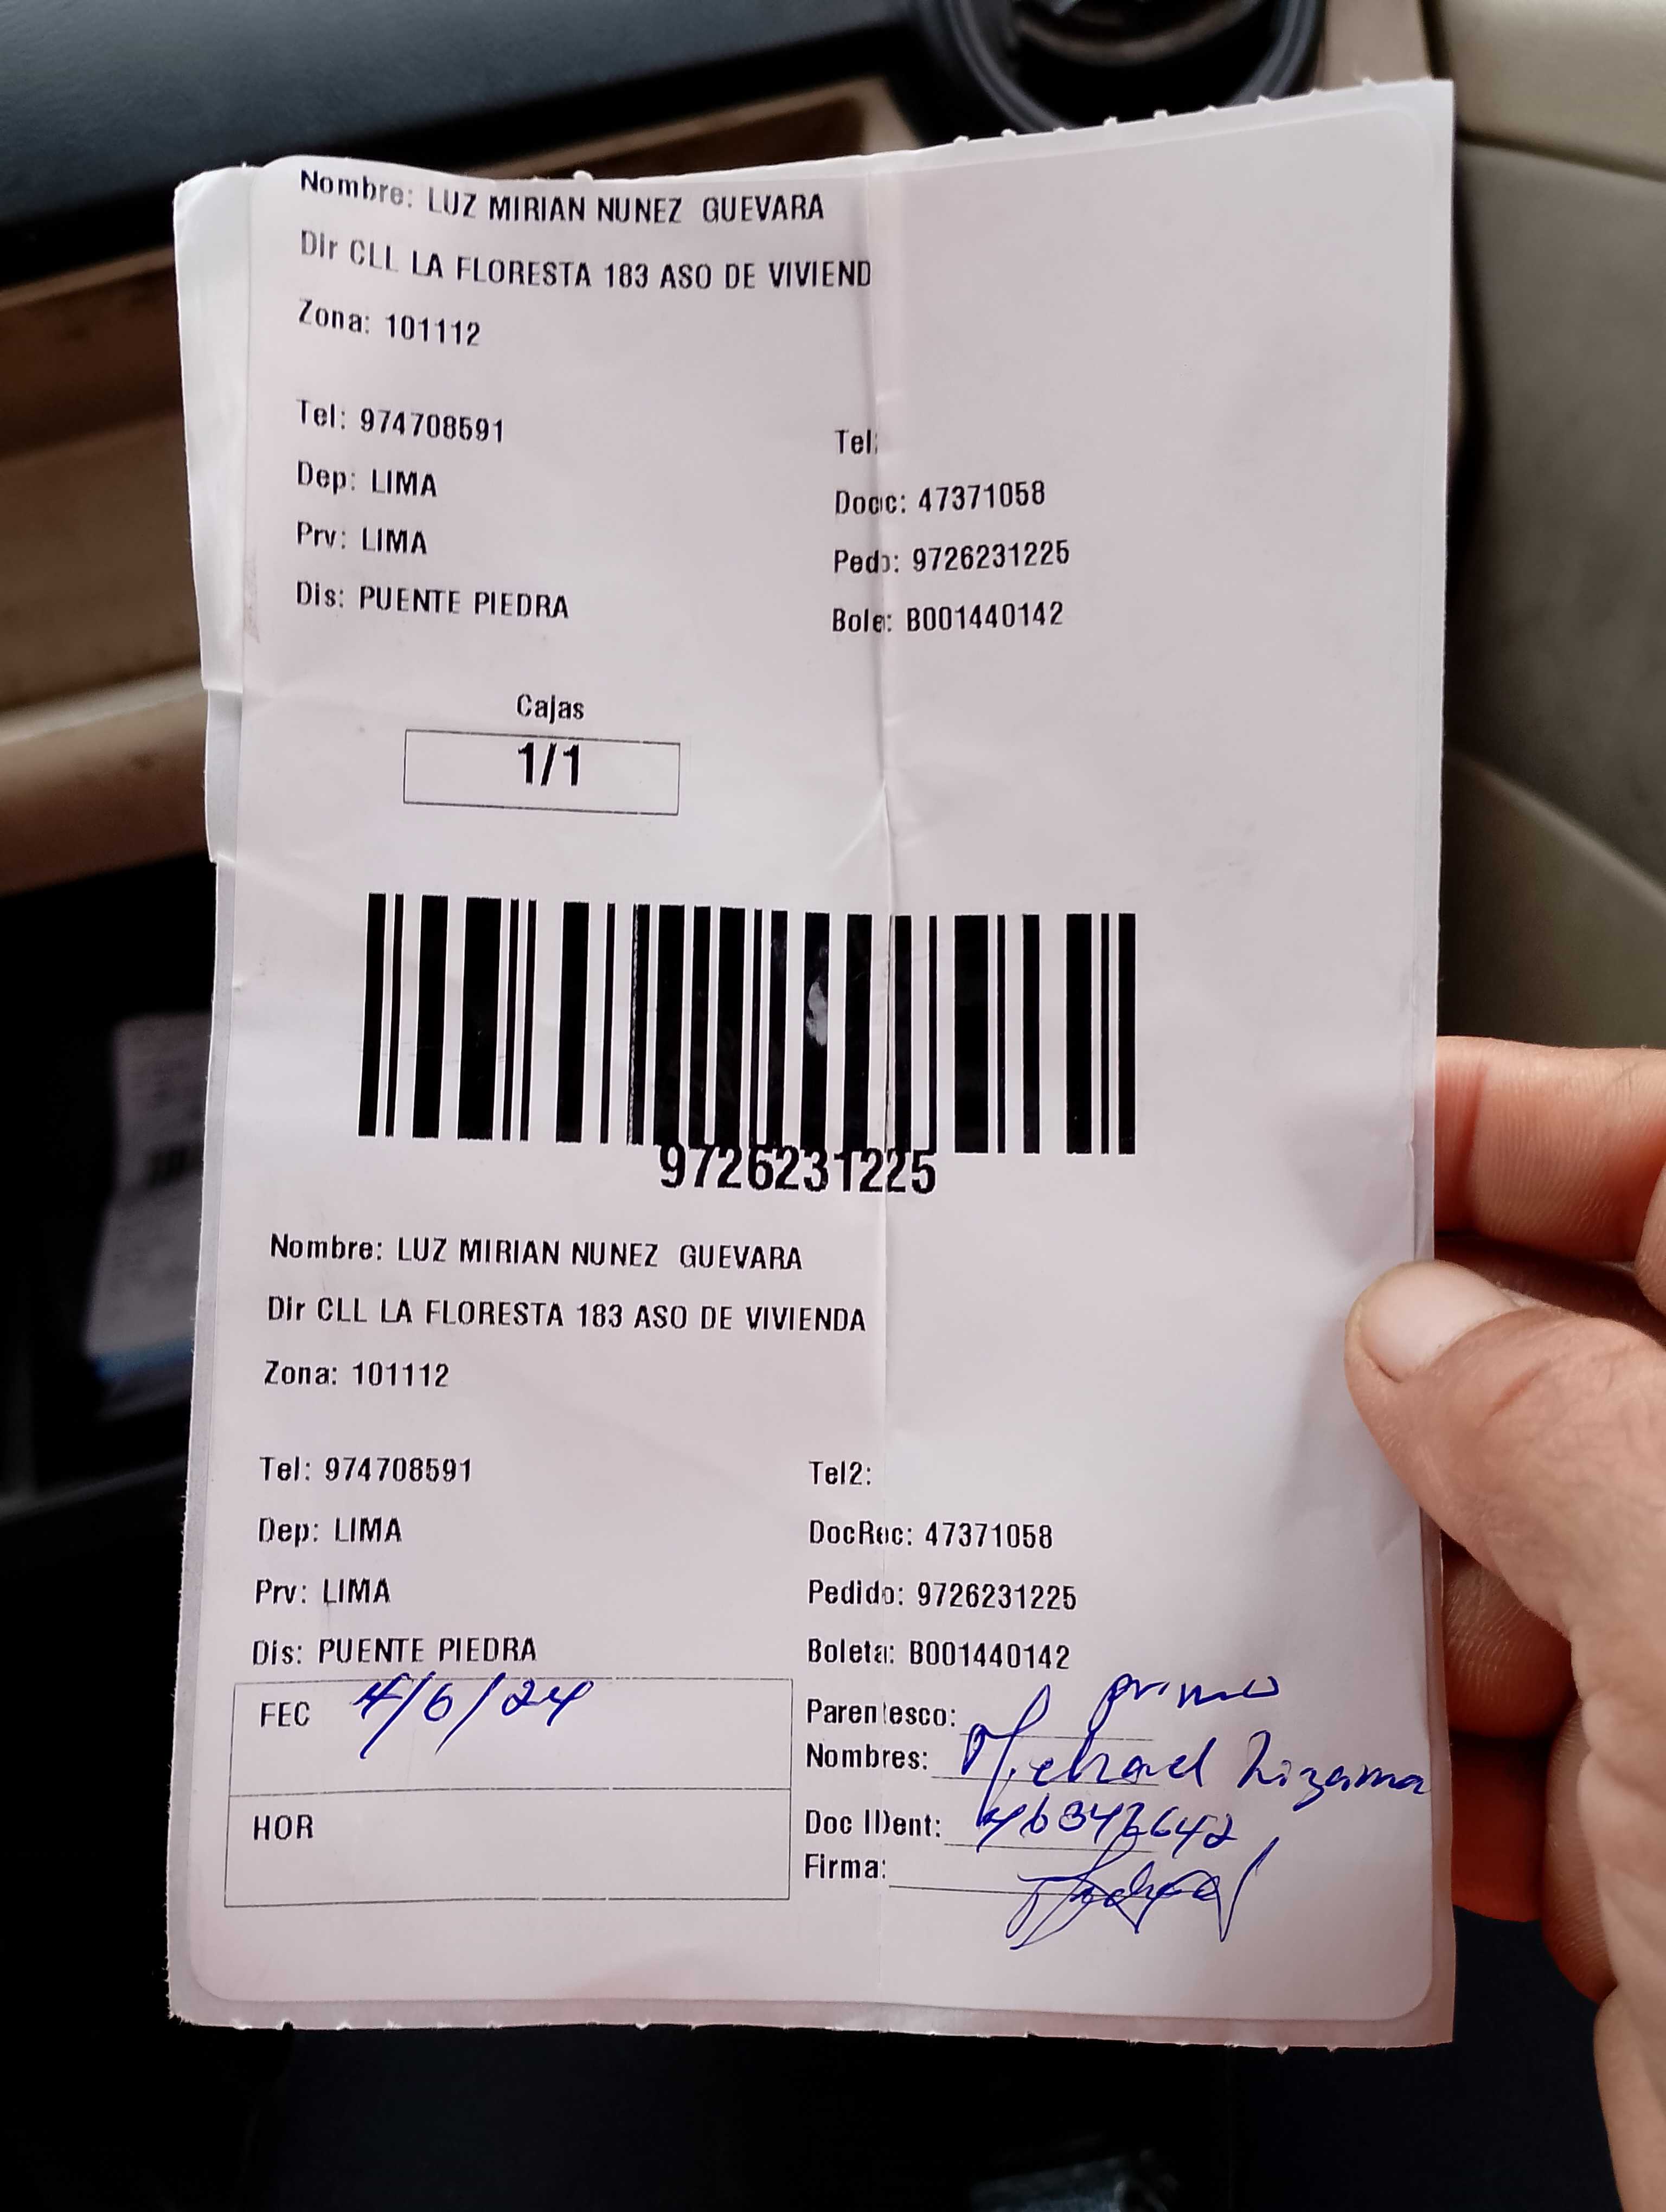 Nombre: LUZ MIRIAN NUNEZ GUEVARA
Dir CLL LA FLORESTA 183 ASO DE VIVIEND
Zona: 101112
Tel: 974708591 Tel:
Dep: LIMA Docic: 47371058
Prv: LIMA Pedo: 9726231225
Dis: PUENTE PIEDRA Bole: B001440142
Cajas
1/1
9726231225
Nombre: LUZ MIRIAN NUNEZ GUEVARA
Dir CLL LA FLORESTA 183 ASO DE VIVIENDA
Zona: 101112
Tel: 974708591 Tel2:
Dep: LIMA DocRec: 47371058
Prv: LIMA Pedido: 9726231225
Dis: PUENTE PIEDRA Boleta: B001440142
FEC 4/6/24 Parentesco: primo
Nombres: Michael Lizama
HOR Doc IDent:
Firma: